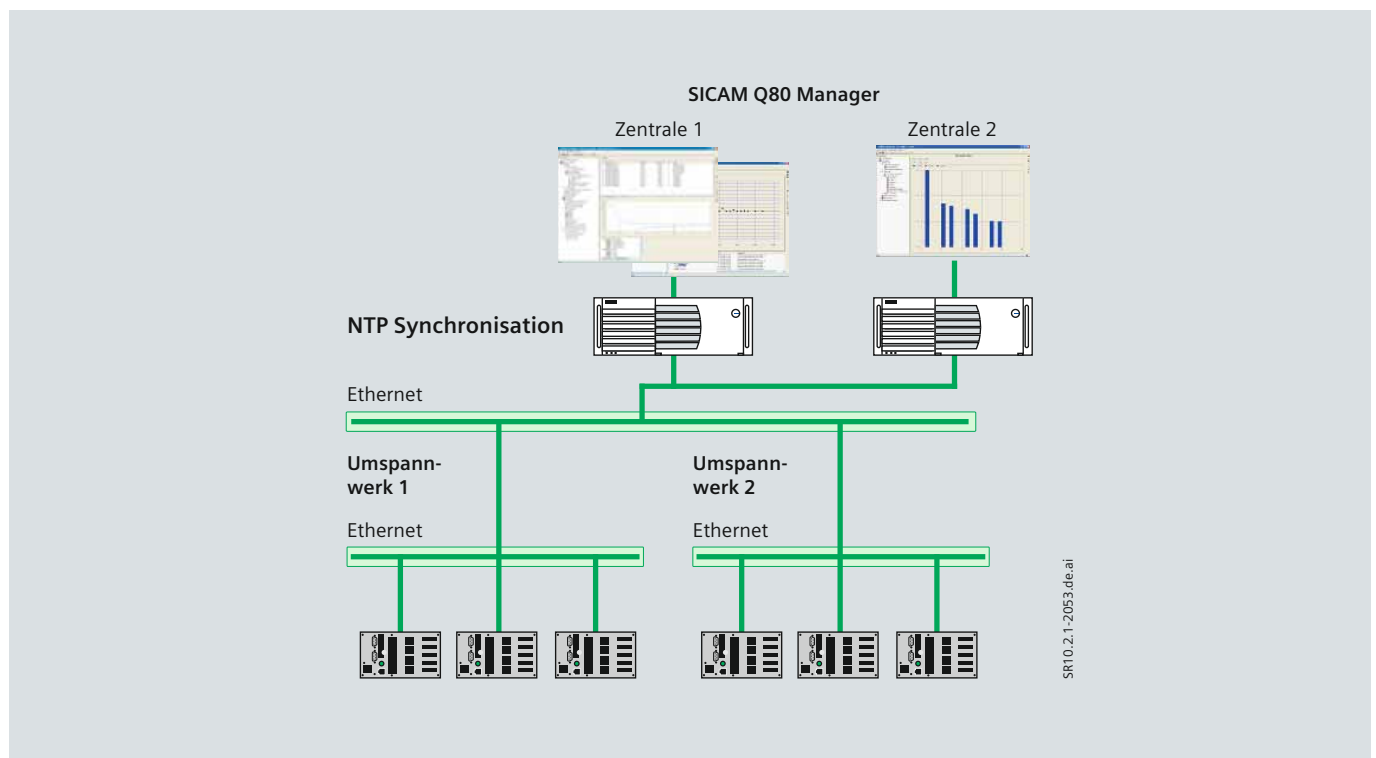 SICAM Q80 Manager
Zentrale 1
Zentrale 2
NTP Synchronisation
Ethernet
Umspann-
werk 1
Umspann-
werk 2
Ethernet
Ethernet
SR10.2.1-2053.de.ai